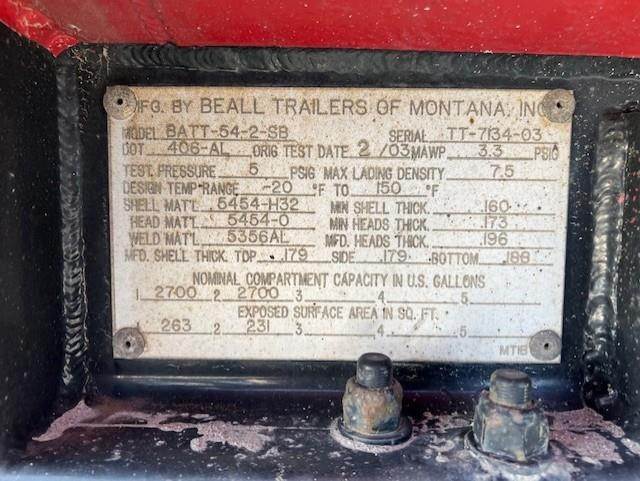 MFG. BY BEALL TRAILERS OF MONTANA, INC
MODEL BATT-54-2-SB SERIAL TT-7134-03
DOT 406-AL ORIG TEST DATE 2 /03 MAWP 3.3 PSIG
TEST PRESSURE 5 PSIG MAX LADING DENSITY 7.5
DESIGN TEMP RANGE -20 °F TO 150 °F
SHELL MAT'L 5454-H32 MIN SHELL THICK. .160
HEAD MAT'L 5454-0 MIN HEADS THICK. .173
WELD MAT'L 5356AL MFD. HEADS THICK. .196
MFD. SHELL THICK. TOP .179 SIDE .179 BOTTOM .188
NOMINAL COMPARTMENT CAPACITY IN U.S. GALLONS
1 2700 2 2700 3 4 5
EXPOSED SURFACE AREA IN SQ. FT.
1 263 2 231 3 4 5
MT1B